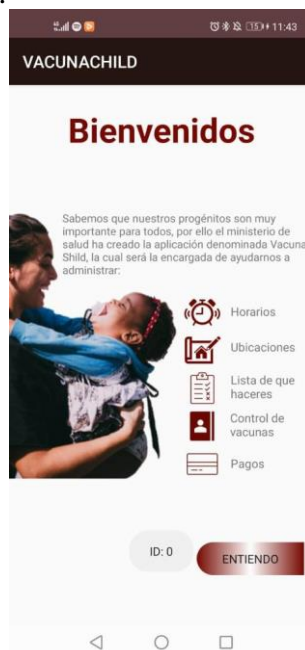 11:43
VACUNACHILD
Bienvenidos
Sabemos que nuestros progénitos son muy
importante para todos, por ello el ministerio de
salud ha creado la aplicación denominada Vacuna
Shild, la cual será la encargada de ayudarnos a
administrar:
Horarios
Ubicaciones
Lista de que
haceres
Control de
vacunas
Pagos
ID: 0
ENTIENDO